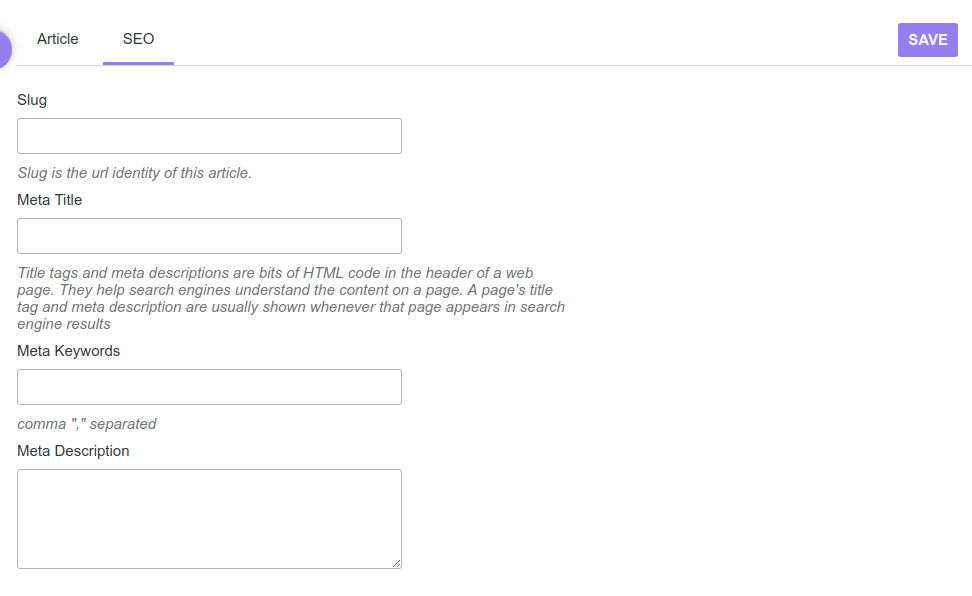 Article SEO SAVE
Slug
Slug is the url identity of this article.
Meta Title
Title tags and meta descriptions are bits of HTML code in the header of a web
page. They help search engines understand the content on a page. A page's title
tag and meta description are usually shown whenever that page appears in search
engine results
Meta Keywords
comma "," separated
Meta Description